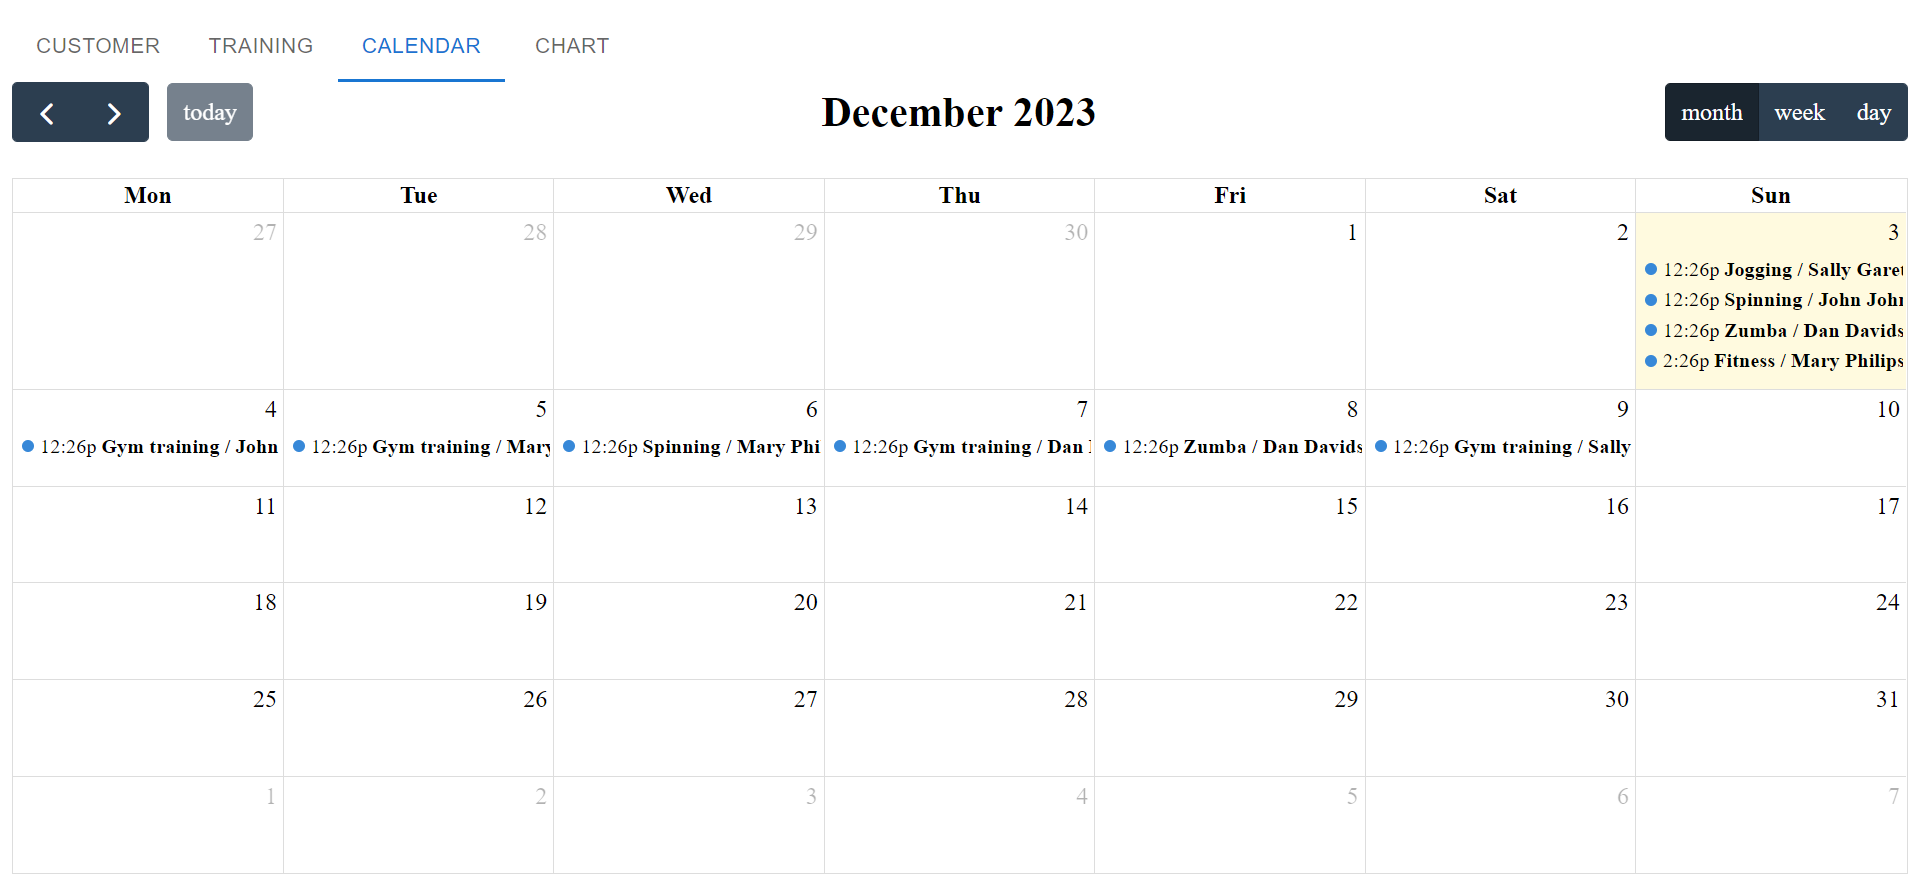 CUSTOMER TRAINING CALENDAR CHART
today December 2023 month week day
Mon Tue Wed Thu Fri Sat Sun
27 28 29 30 1 2 3
12:26p Jogging / Sally
12:26p Spinning / John
12:26p Zumba / Dan Davids
2:26p Fitness / Mary Philips
4 5 6 7 8 9 10
12:26p Gym training / John 12:26p Gym training / Mary 12:26p Spinning / Mary Phi 12:26p Gym training / Dan 12:26p Zumba / Dan Davids 12:26p Gym training / Sally
11 12 13 14 15 16 17
18 19 20 21 22 23 24
25 26 27 28 29 30 31
1 2 3 4 5 6 7